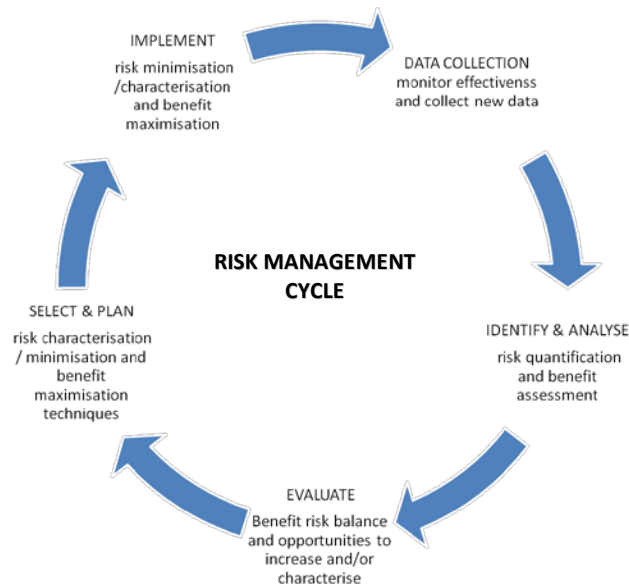 IMPLEMENT
risk minimisation
/characterisation
and benefit
maximisation
DATA COLLECTION
monitor effectivenss
and collect new data
RISK MANAGEMENT
CYCLE
SELECT & PLAN
risk characterisation
/ minimisation and
benefit
maximisation
techniques
IDENTIFY & ANALYSE
risk quantification
and benefit
assessment
EVALUATE
Benefit risk balance
and opportunities to
increase and/or
characterise